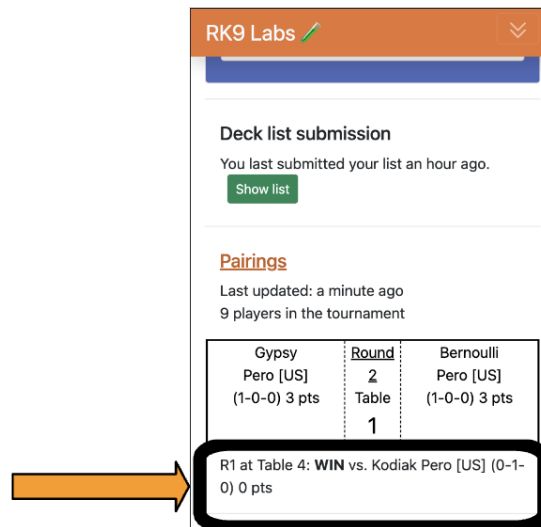 RK9 Labs
Deck list submission
You last submitted your list an hour ago.
Show list
Pairings
Last updated: a minute ago
9 players in the tournament
Gypsy
Pero [US]
(1-0-0) 3 pts
Round
2
Table
1
Bernoulli
Pero [US]
(1-0-0) 3 pts
R1 at Table 4: WIN vs. Kodiak Pero [US] (0-1-
0) 0 pts